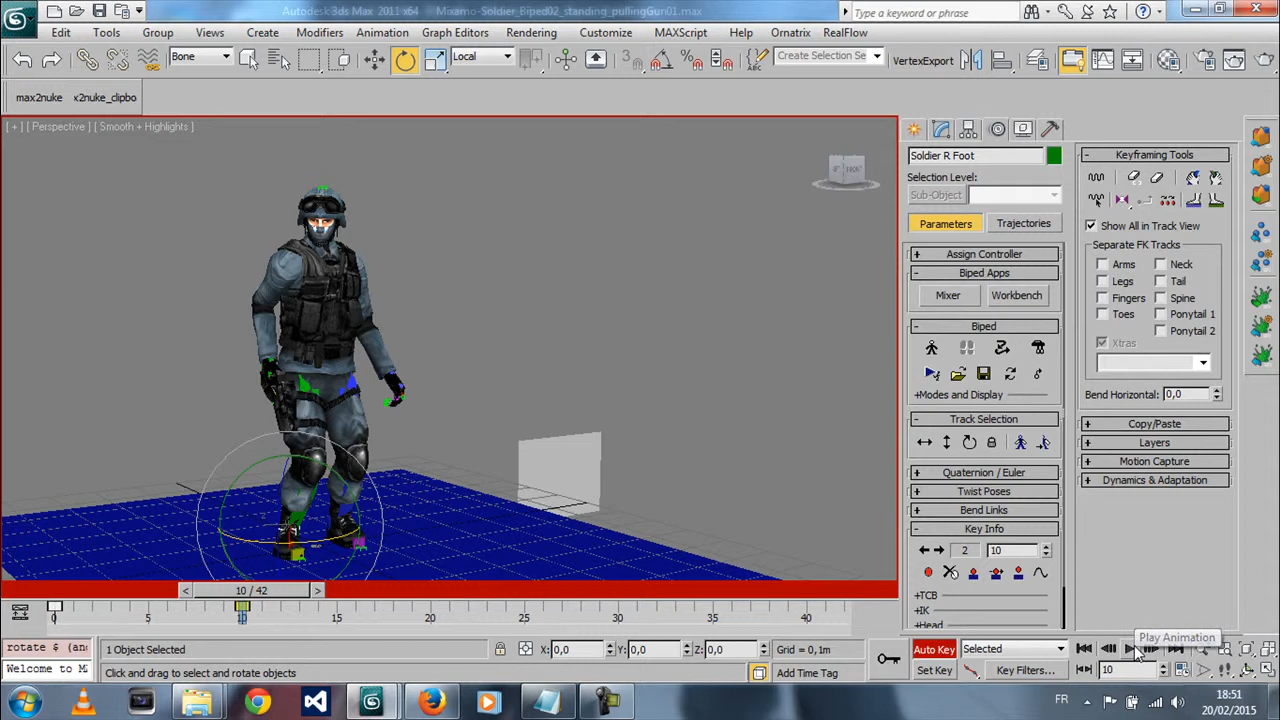 Autodesk 3ds Max 2011 x64 Mixamo-Soldier_Biped02_standing_pullingGun01.max
Type a keyword or phrase
Edit Tools Group Views Create Modifiers Animation Graph Editors Rendering Customize MAXScript Help Ornatrix RealFlow
Bone Local 3 Create Selection Se VertexExport
max2nuke x2nuke_clipbo
[ + ] [ Perspective ] [ Smooth + Highlights ]
Soldier R Foot
Selection Level:
Sub-Object
Parameters Trajectories
+ Assign Controller
- Biped Apps
Mixer Workbench
- Biped
+Modes and Display
- Track Selection
+ Quaternion / Euler
+ Twist Poses
+ Bend Links
- Key Info
2 10
+TCB
+IK
+Head
- Keyframing Tools
Show All in Track View
Separate FK Tracks
Arms Neck
Legs Tail
Fingers Spine
Toes Ponytail 1
Ponytail 2
Xtras
Bend Horizontal: 0,0
+ Copy/Paste
+ Layers
+ Motion Capture
+ Dynamics & Adaptation
< 10 / 42 >
0 5 10 15 20 25 30 35 40
Play Animation
rotate $ (an 1 Object Selected X: 0,0 Y: 0,0 Z: 0,0 Grid = 0,1m Auto Key Selected
Welcome to M Click and drag to select and rotate objects Add Time Tag Set Key Key Filters... 10
FR 18:51
20/02/2015